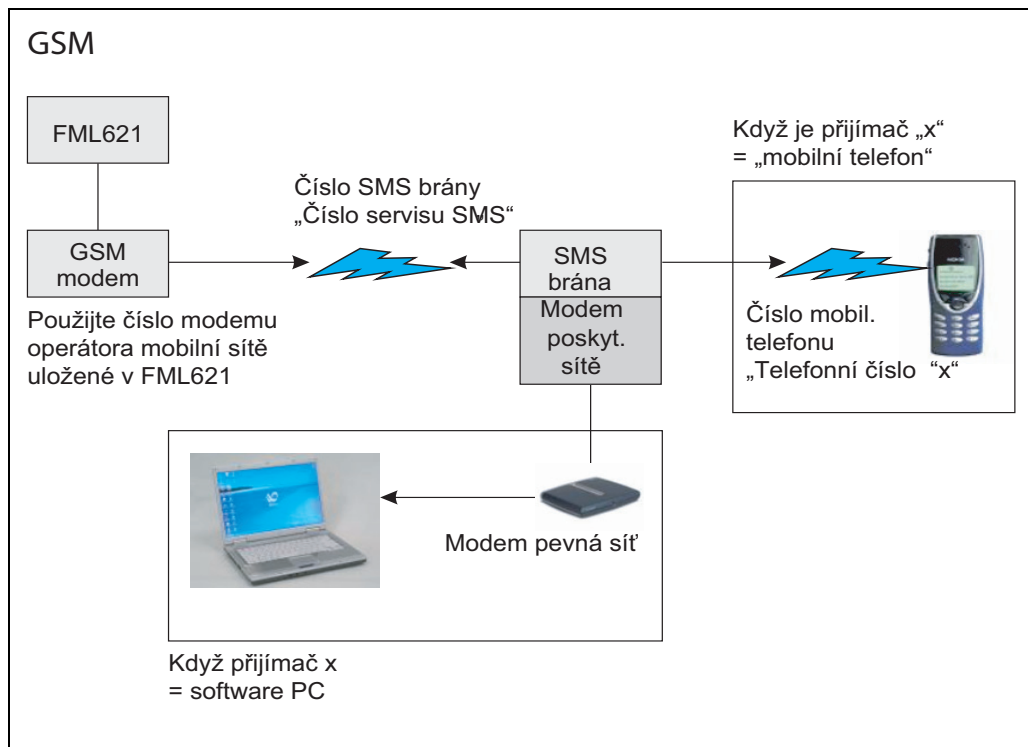 GSM
FML621
Když je přijímač „x“
= „mobilní telefon“
Číslo SMS brány
„Číslo servisu SMS“
GSM
modem
SMS
brána
Modem
poskyt.
sítě
Použijte číslo modemu
operátora mobilní sítě
uložené v FML621
NOKIA
Číslo mobil.
telefonu
„Telefonní číslo “x“
Modem pevná síť
Když přijímač x
= software PC